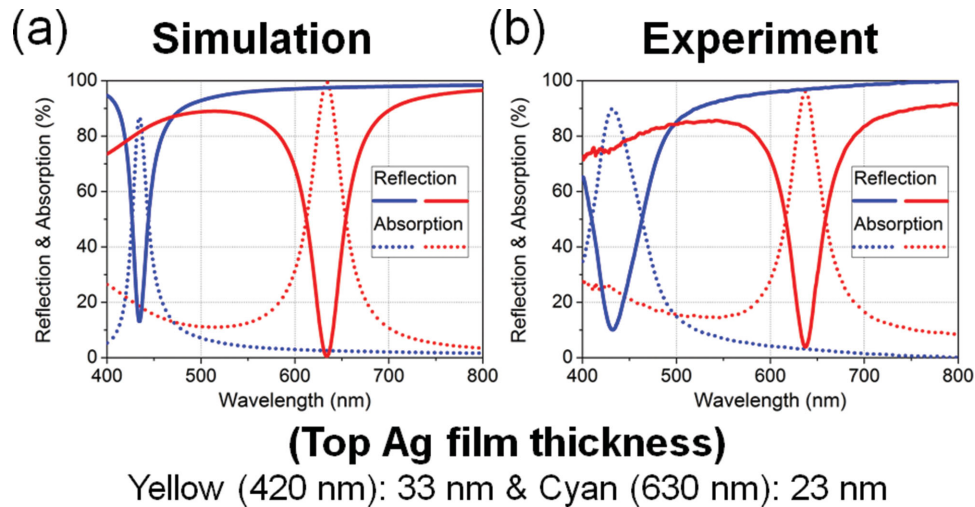 (a) Simulation
(b) Experiment
Reflection & Absorption (%)
100
80
60
40
20
0
400 500 600 700 800
Wavelength (nm)
Reflection
Absorption
Reflection & Absorption (%)
100
80
60
40
20
0
400 500 600 700 800
Wavelength (nm)
Reflection
Absorption
(Top Ag film thickness)
Yellow (420 nm): 33 nm & Cyan (630 nm): 23 nm